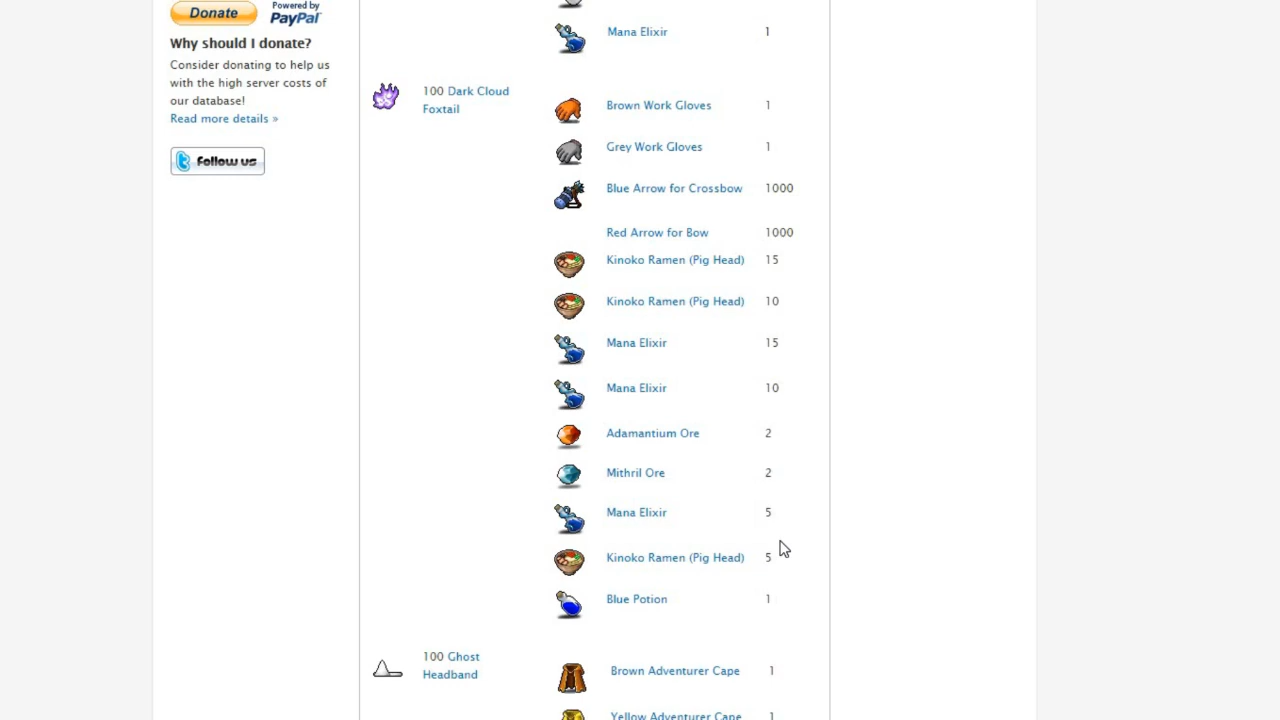 Donate
Powered by
PayPal
Why should I donate?
Consider donating to help us
with the high server costs of
our database!
Read more details »
follow us
Mana Elixir 1
100 Dark Cloud
Foxtail
Brown Work Gloves 1
Grey Work Gloves 1
Blue Arrow for Crossbow 1000
Red Arrow for Bow 1000
Kinoko Ramen (Pig Head) 15
Kinoko Ramen (Pig Head) 10
Mana Elixir 15
Mana Elixir 10
Adamantium Ore 2
Mithril Ore 2
Mana Elixir 5
Kinoko Ramen (Pig Head) 5
Blue Potion 1
100 Ghost
Headband
Brown Adventurer Cape 1
Yellow Adventurer Cape 1